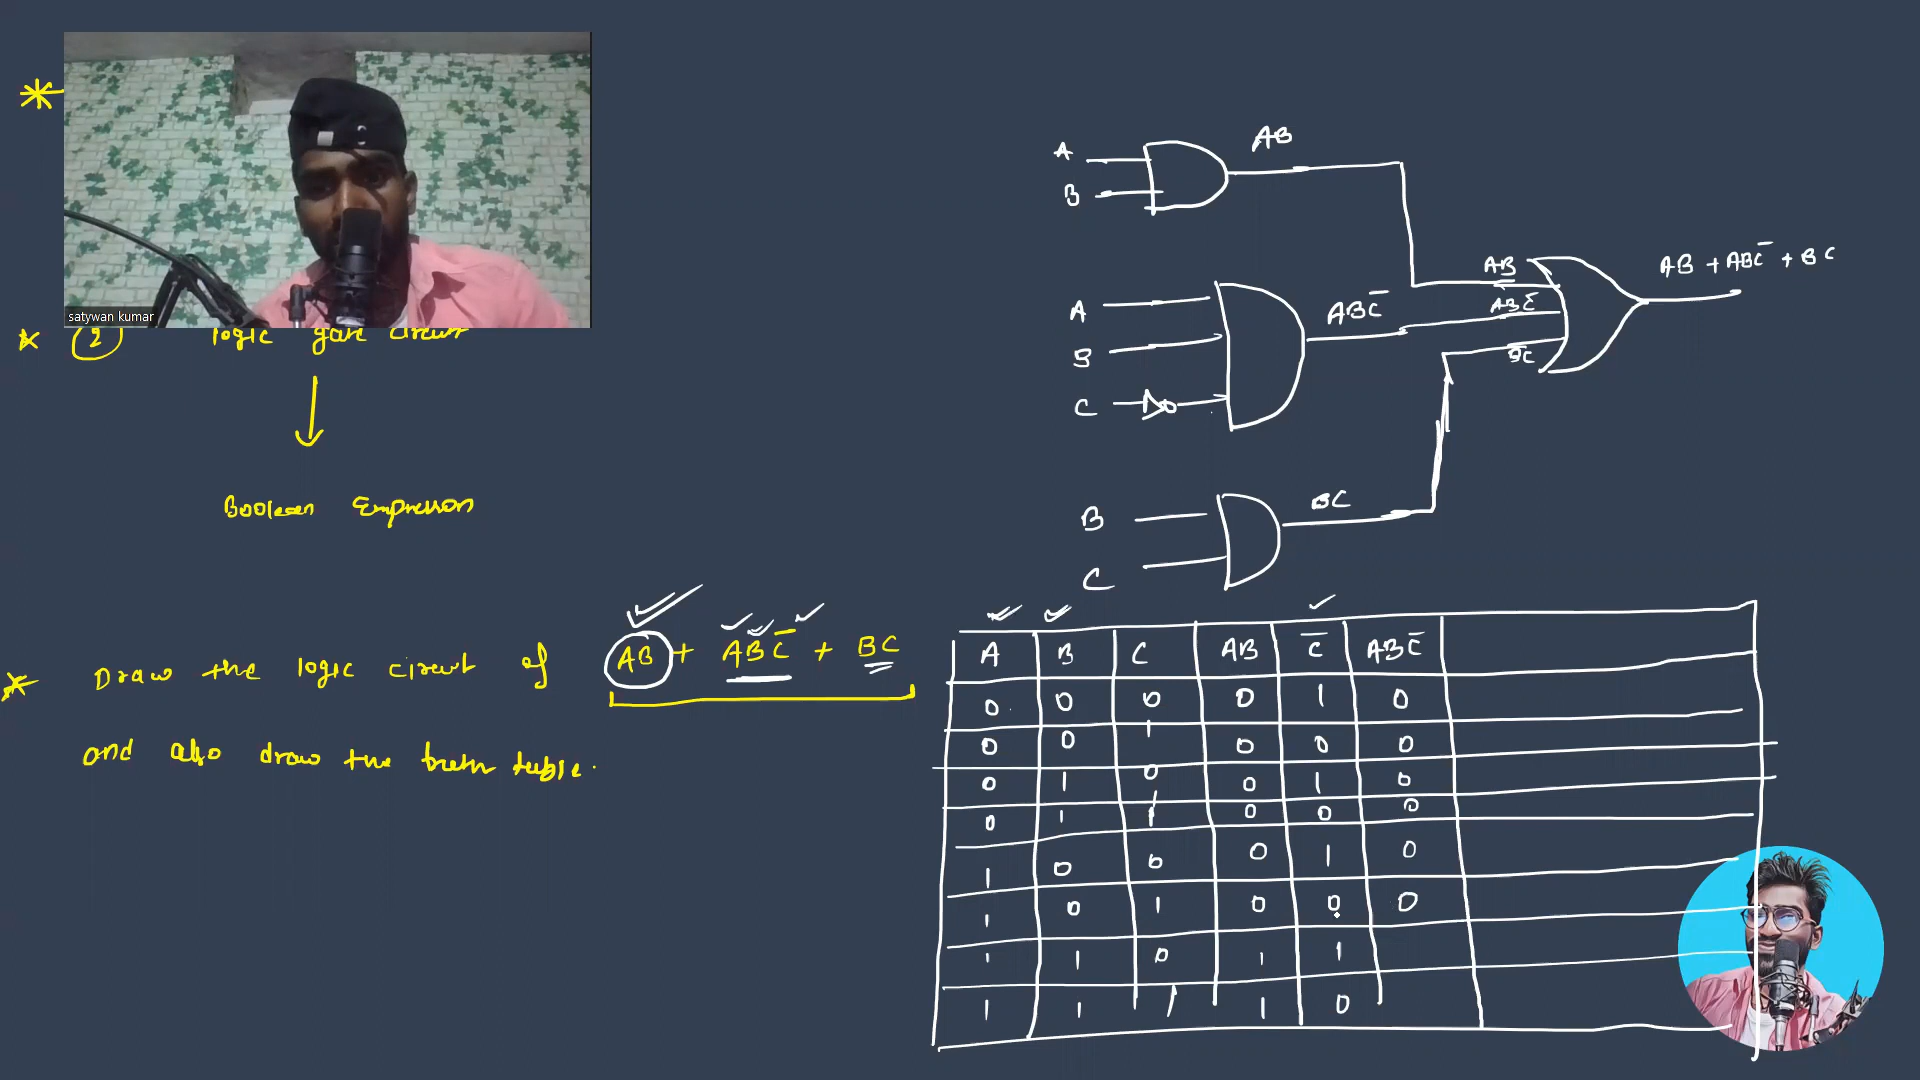 satywan kumar
* (2) logic gate circuit
Boolean Expression
* Draw the logic circuit of AB + ABC̅ + BC
and also draw the truth table.
A
B
AB
A
B
C
ABC̅
B
C
BC
AB
ABC̅
BC
AB + ABC̅ + BC
A B C AB C̅ ABC̅
0 0 0 0 1 0
0 0 1 0 0 0
0 1 0 0 1 0
0 1 1 0 0 0
1 0 0 0 1 0
1 0 1 0 0 0
1 1 0 1 1
1 1 1 1 0